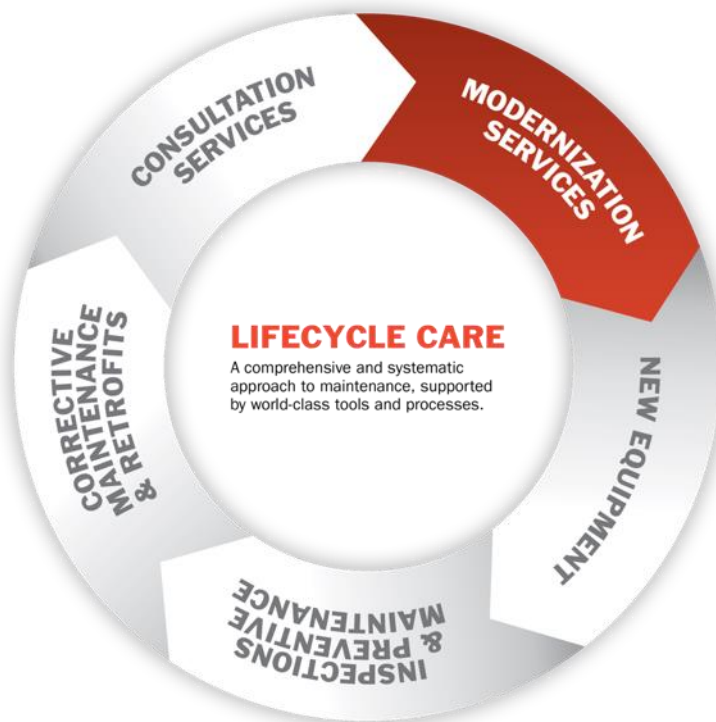 CONSULTATION
SERVICES
MODERNIZATION
SERVICES
NEW EQUIPMENT
INSPECTIONS
& PREVENTIVE
MAINTENANCE
CORRECTIVE
MAINTENANCE
& RETROFITS
LIFECYCLE CARE
A comprehensive and systematic
approach to maintenance, supported
by world-class tools and processes.